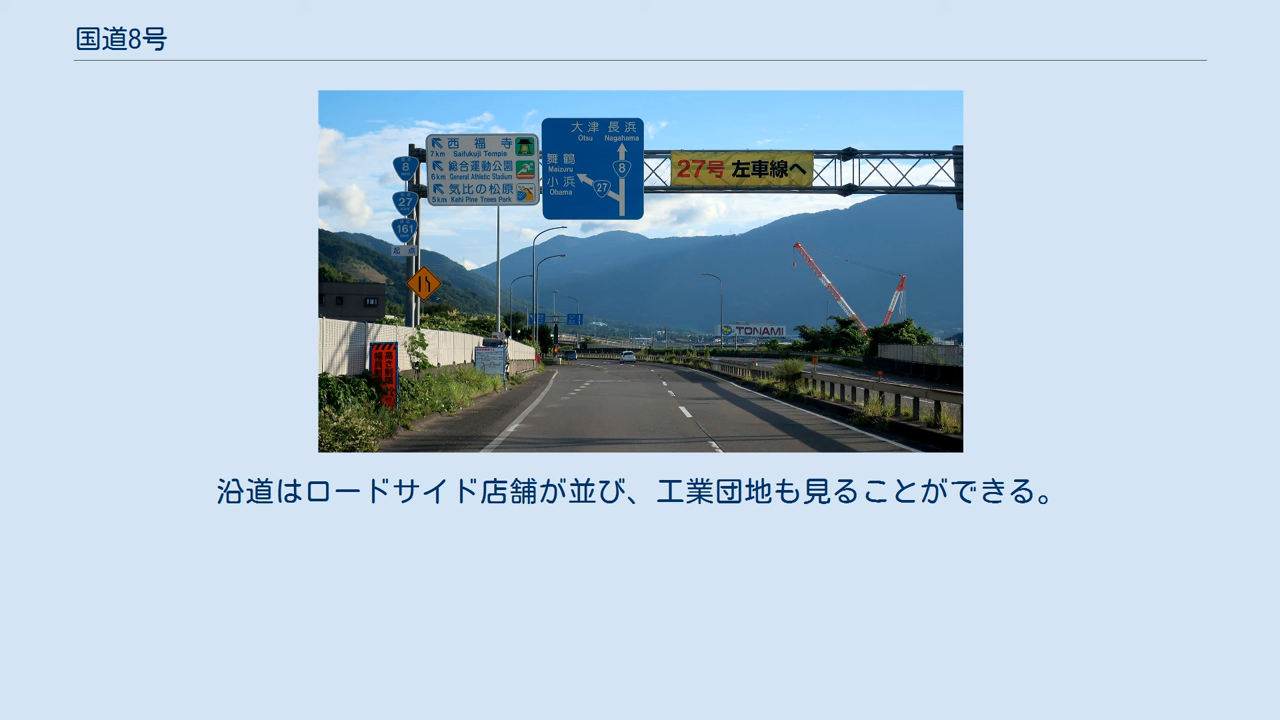 国道8号
西福寺
7km Saifukuji Temple
総合運動公園
6km General Athletic Stadium
気比の松原
5km Kehi Pine Trees Park
8
27
161
起点
大津 長浜
Otsu Nagahama
舞鶴
Maizuru
小浜
Obama
8
27
27号 左車線へ
TONAMI
沿道はロードサイド店舗が並び、工業団地も見ることができる。